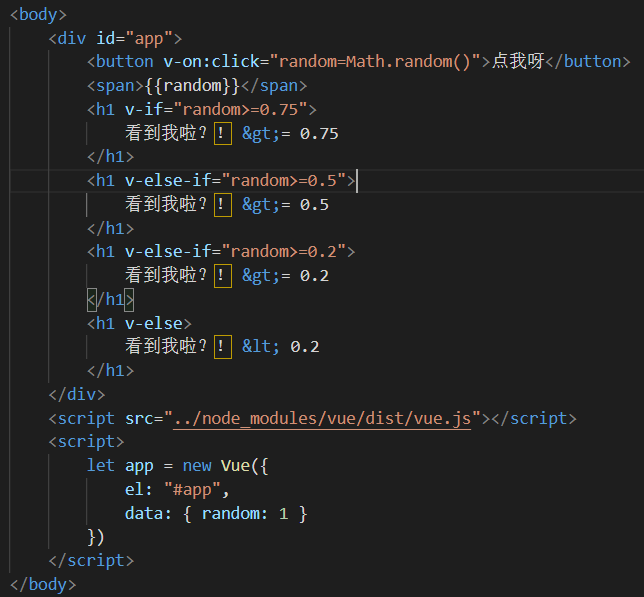 <body>
    <div id="app">
        <button v-on:click="random=Math.random()">点我呀</button>
        <span>{{random}}</span>
        <h1 v-if="random>=0.75">
            看到我啦？！ &gt;= 0.75
        </h1>
        <h1 v-else-if="random>=0.5">
            看到我啦？！ &gt;= 0.5
        </h1>
        <h1 v-else-if="random>=0.2">
            看到我啦？！ &gt;= 0.2
        </h1>
        <h1 v-else>
            看到我啦？！ &lt; 0.2
        </h1>
    </div>
    <script src="../node_modules/vue/dist/vue.js"></script>
    <script>
        let app = new Vue({
            el: "#app",
            data: { random: 1 }
        })
    </script>
</body>